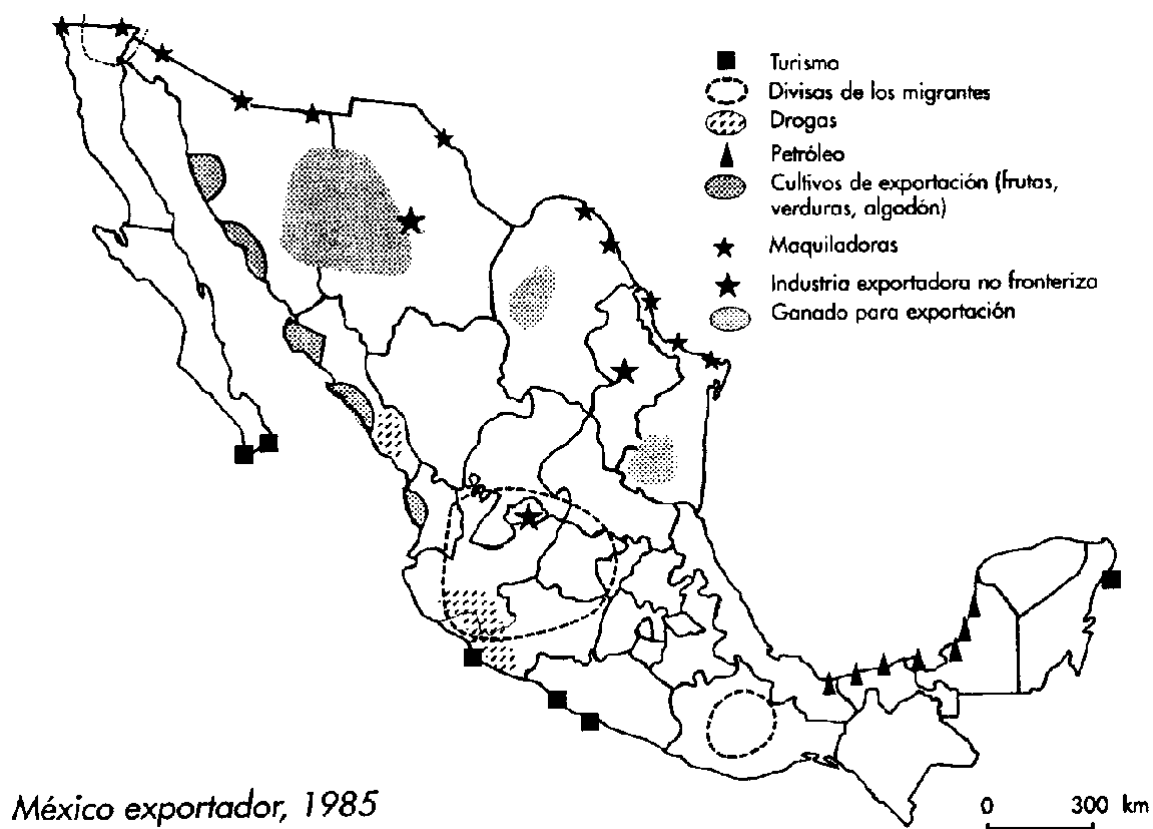 Turismo
Divisas de los migrantes
Drogas
Petróleo
Cultivos de exportación (frutas,
verduras, algodón)
Maquiladoras
Industria exportadora no fronteriza
Ganado para exportación
México exportador, 1985
0 300 km